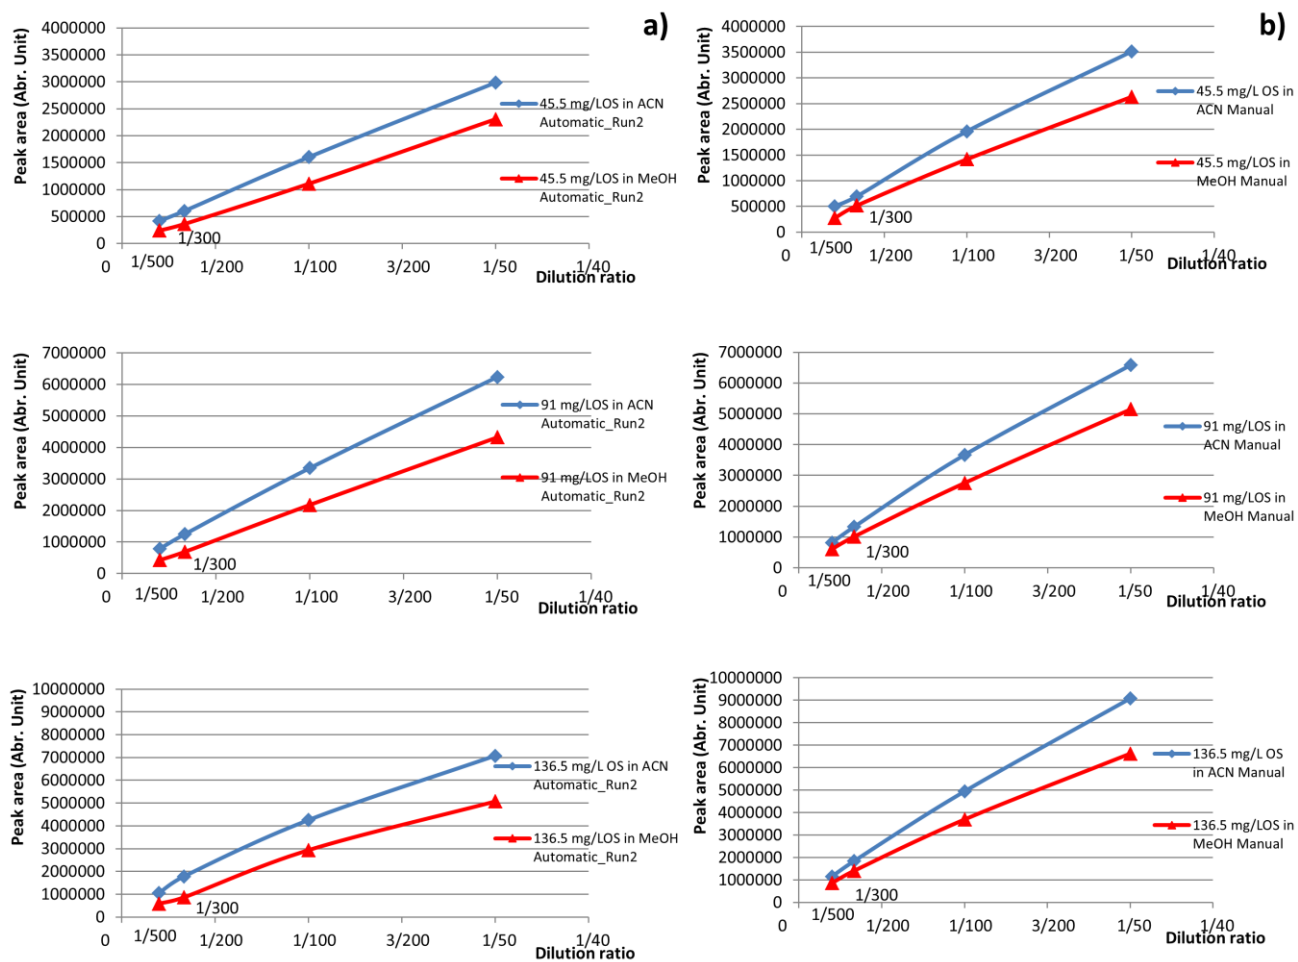 a)
Peak area (Abr. Unit)
4000000
3500000
3000000
2500000
2000000
1500000
1000000
500000
0
45.5 mg/LOS in ACN
Automatic_Run2
45.5 mg/LOS in MeOH
Automatic_Run2
1/300
0 1/500 1/200 1/100 3/200 1/50 1/40
Dilution ratio
b)
Peak area (Abr. Unit)
4000000
3500000
3000000
2500000
2000000
1500000
1000000
500000
0
45.5 mg/L OS in
ACN Manual
45.5 mg/LOS in
MeOH Manual
1/300
0 1/500 1/200 1/100 3/200 1/50 1/40
Dilution ratio
Peak area (Abr. Unit)
7000000
6000000
5000000
4000000
3000000
2000000
1000000
0
91 mg/LOS in ACN
Automatic_Run2
91 mg/LOS in MeOH
Automatic_Run2
1/300
0 1/500 1/200 1/100 3/200 1/50 1/40
Dilution ratio
Peak area (Abr. Unit)
7000000
6000000
5000000
4000000
3000000
2000000
1000000
0
91 mg/LOS in
ACN Manual
91 mg/LOS in
MeOH Manual
1/300
0 1/500 1/200 1/100 3/200 1/50 1/40
Dilution ratio
Peak area (Abr. Unit)
10000000
9000000
8000000
7000000
6000000
5000000
4000000
3000000
2000000
1000000
0
136.5 mg/L OS in ACN
Automatic_Run2
136.5 mg/LOS in MeOH
Automatic_Run2
1/300
0 1/500 1/200 1/100 3/200 1/50 1/40
Dilution ratio
Peak area (Abr. Unit)
10000000
9000000
8000000
7000000
6000000
5000000
4000000
3000000
2000000
1000000
0
136.5 mg/L OS
in ACN Manual
136.5 mg/LOS in
MeOH Manual
1/300
0 1/500 1/200 1/100 3/200 1/50 1/40
Dilution ratio